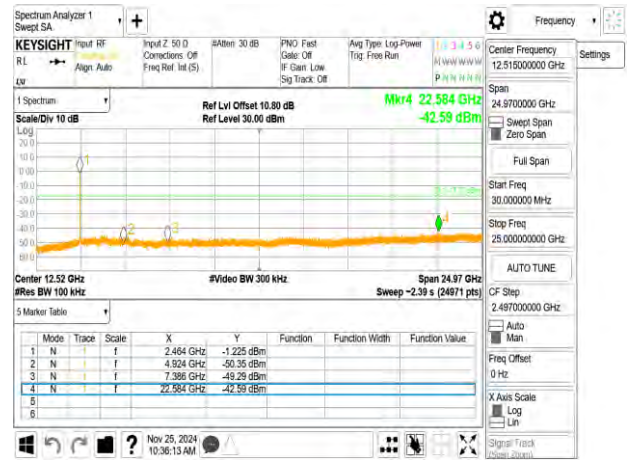 Spectrum Analyzer 1
Swept SA
Frequency
KEYSIGHT
RL
Input: RF
Align: Auto
Input Z: 50 Ω
Corrections: Off
Freq Ref: Int (S)
#Atten: 30 dB
PNO: Fast
Gate: Off
IF Gain: Low
Sig Track: Off
Avg Type: Log-Power
Trig: Free Run
1 2 3 4 5 6
M W W W W W
P N N N N N
Center Frequency
12.515000000 GHz
Settings
Span
24.9700000 GHz
Swept Span
Zero Span
Full Span
Start Freq
30.000000 MHz
Stop Freq
25.000000000 GHz
AUTO TUNE
CF Step
2.497000000 GHz
Auto
Man
Freq Offset
0 Hz
X Axis Scale
Log
Lin
Signal Track
(Span Zoom)
1 Spectrum
Scale/Div 10 dB
Ref Lvl Offset 10.80 dB
Ref Level 30.00 dBm
Mkr4 22.584 GHz
-42.59 dBm
Log
20.0
10.0
0.00
-10.0
-20.0
-30.0
-40.0
-50.0
-60.0
1
2
3
4
Center 12.52 GHz
#Res BW 100 kHz
#Video BW 300 kHz
Span 24.97 GHz
Sweep ~2.39 s (24971 pts)
5 Marker Table
Mode Trace Scale X Y Function Function Width Function Value
1 N 1 f 2.464 GHz -1.225 dBm
2 N 1 f 4.924 GHz -50.35 dBm
3 N 1 f 7.386 GHz -49.29 dBm
4 N 1 f 22.584 GHz -42.59 dBm
5
6
Nov 25, 2024
10:36:13 AM